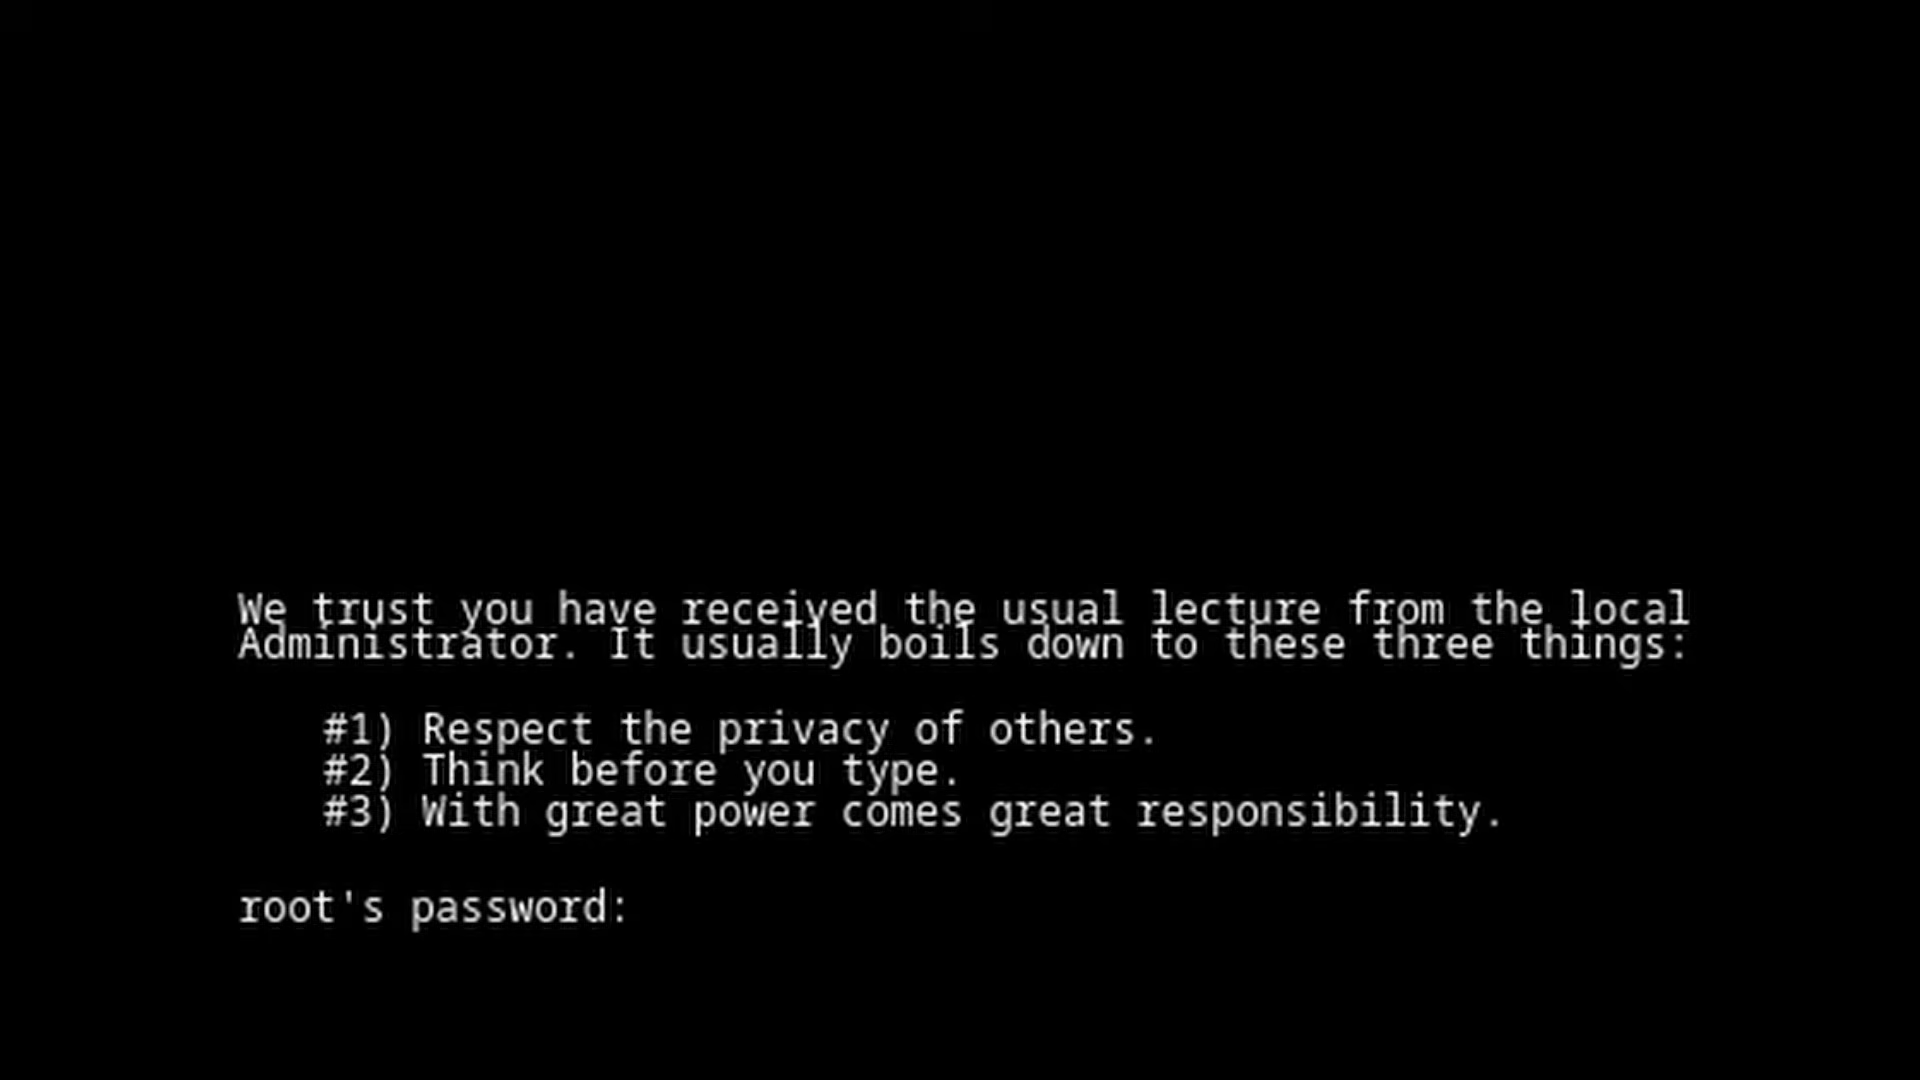 We trust you have received the usual lecture from the local
Administrator. It usually boils down to these three things:
#1) Respect the privacy of others.
#2) Think before you type.
#3) With great power comes great responsibility.
root's password: